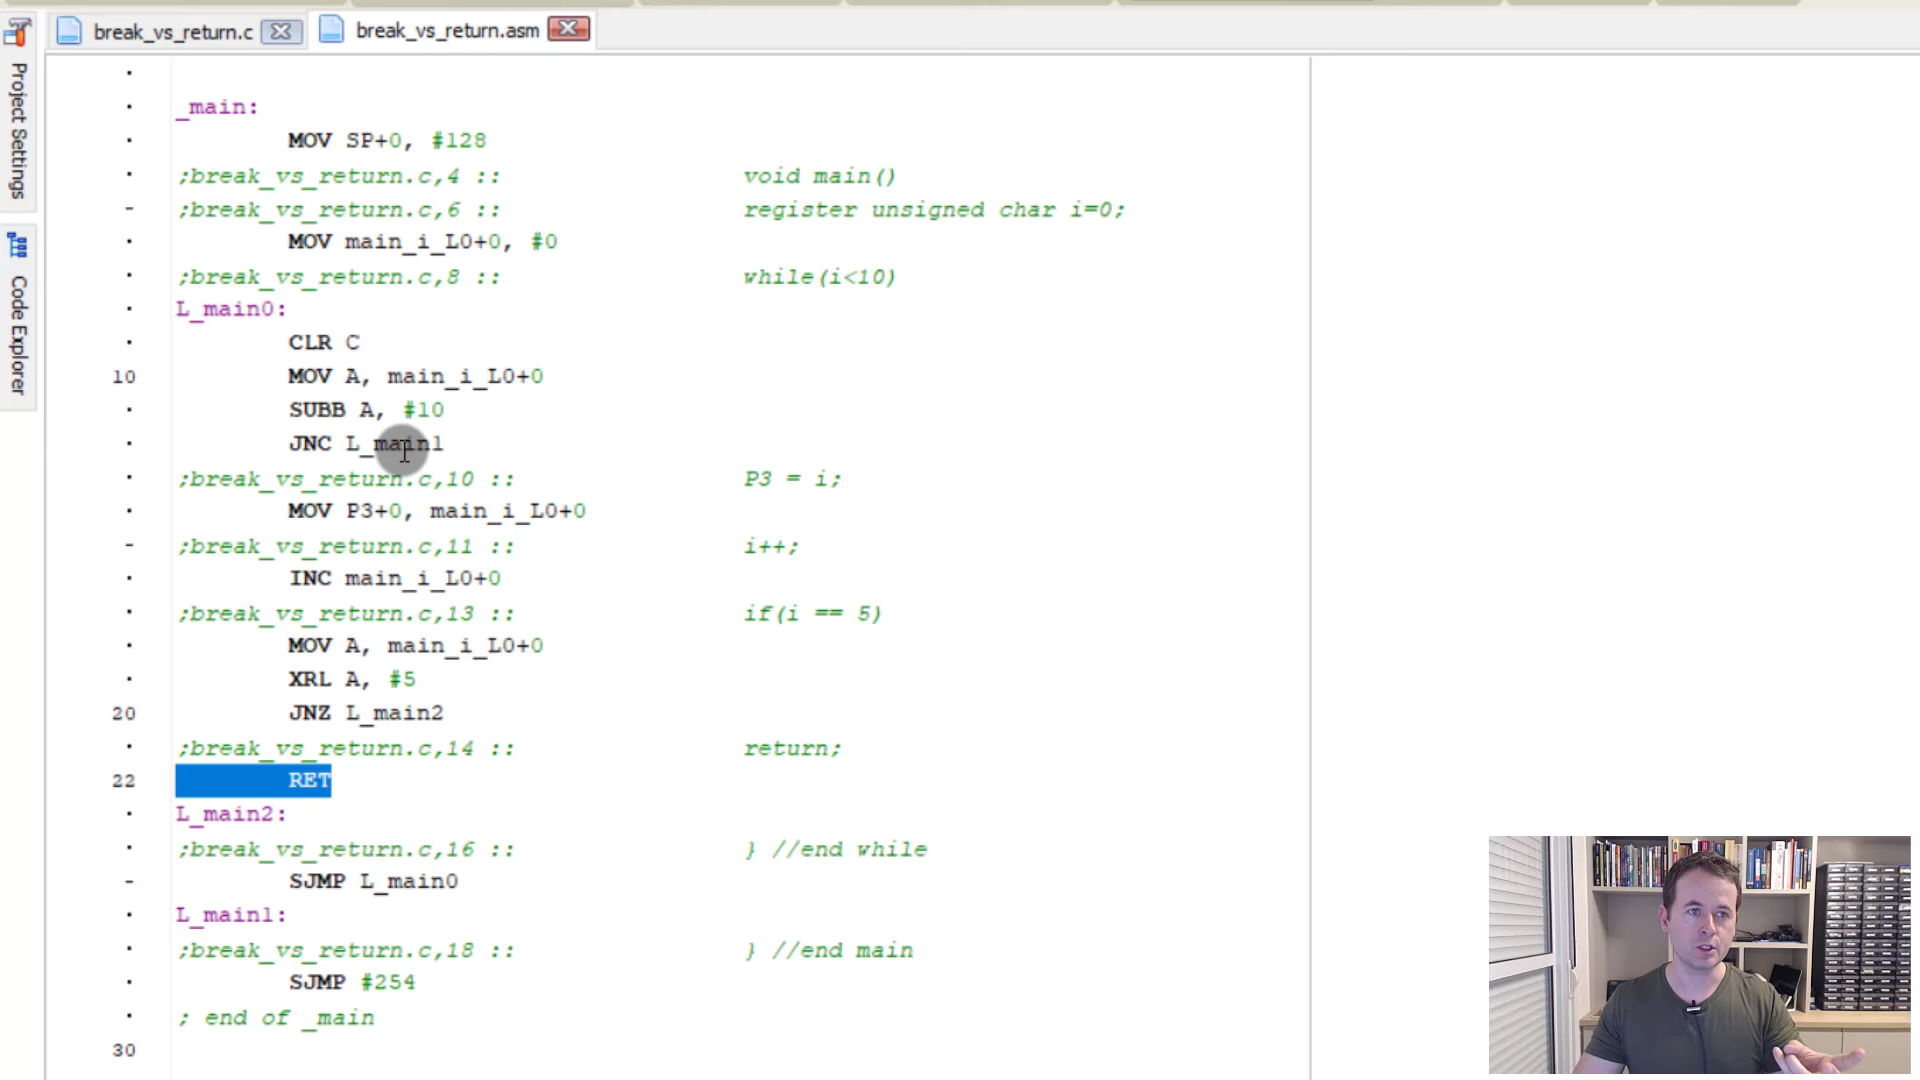 break_vs_return.c
break_vs_return.asm
Project Settings
Code Explorer
_main:
MOV SP+0, #128
;break_vs_return.c,4 :: void main()
;break_vs_return.c,6 :: register unsigned char i=0;
MOV main_i_L0+0, #0
;break_vs_return.c,8 :: while(i<10)
L_main0:
CLR C
10 MOV A, main_i_L0+0
SUBB A, #10
JNC L_main1
;break_vs_return.c,10 :: P3 = i;
MOV P3+0, main_i_L0+0
;break_vs_return.c,11 :: i++;
INC main_i_L0+0
;break_vs_return.c,13 :: if(i == 5)
MOV A, main_i_L0+0
XRL A, #5
20 JNZ L_main2
;break_vs_return.c,14 :: return;
22 RET
L_main2:
;break_vs_return.c,16 :: } //end while
SJMP L_main0
L_main1:
;break_vs_return.c,18 :: } //end main
SJMP #254
; end of _main
30